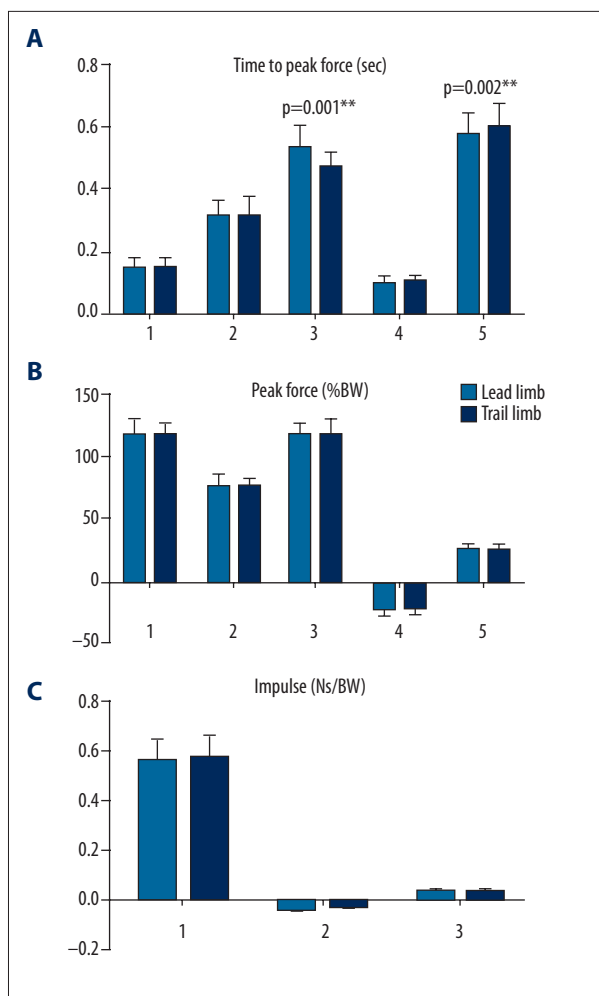 A
Time to peak force (sec)
0.8
0.6
0.4
0.2
0.0
p=0.001**
p=0.002**
1 2 3 4 5
B
Peak force (%BW)
150
100
50
0
−50
Lead limb
Trail limb
1 2 3 4 5
C
Impulse (Ns/BW)
0.8
0.6
0.4
0.2
0.0
−0.2
1 2 3